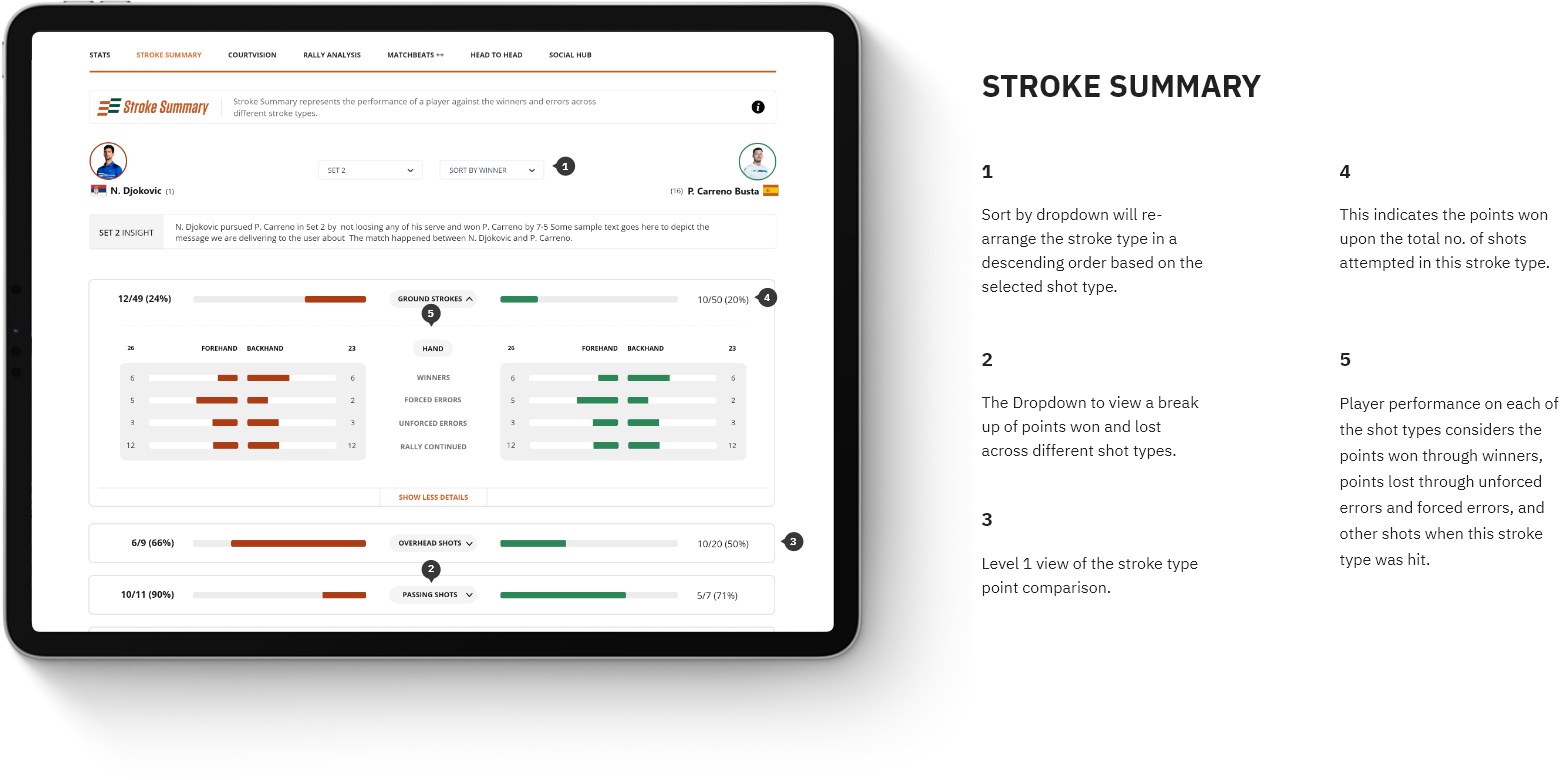 STATS STROKE SUMMARY COURTVISION RALLY ANALYSIS MATCHBEATS ++ HEAD TO HEAD SOCIAL HUB
Stroke Summary
Stroke Summary represents the performance of a player against the winners and errors across
different stroke types.
i
SET 2 SORT BY WINNER 1
N. Djokovic (1)
(16) P. Carreno Busta
SET 2 INSIGHT
N. Djokovic pursued P. Carreno in Set 2 by not loosing any of his serve and won P. Carreno by 7-5 Some sample text goes here to depict the
message we are delivering to the user about The match happened between N. Djokovic and P. Carreno.
12/49 (24%) GROUND STROKES 10/50 (20%) 4
5
26 FOREHAND BACKHAND 23 HAND 26 FOREHAND BACKHAND 23
6 6 WINNERS 6 6
5 2 FORCED ERRORS 5 2
3 3 UNFORCED ERRORS 3 3
12 12 RALLY CONTINUED 12 12
SHOW LESS DETAILS
6/9 (66%) OVERHEAD SHOTS 10/20 (50%) 3
2
10/11 (90%) PASSING SHOTS 5/7 (71%)
STROKE SUMMARY
1
Sort by dropdown will re-
arrange the stroke type in a
descending order based on the
selected shot type.
2
The Dropdown to view a break
up of points won and lost
across different shot types.
3
Level 1 view of the stroke type
point comparison.
4
This indicates the points won
upon the total no. of shots
attempted in this stroke type.
5
Player performance on each of
the shot types considers the
points won through winners,
points lost through unforced
errors and forced errors, and
other shots when this stroke
type was hit.